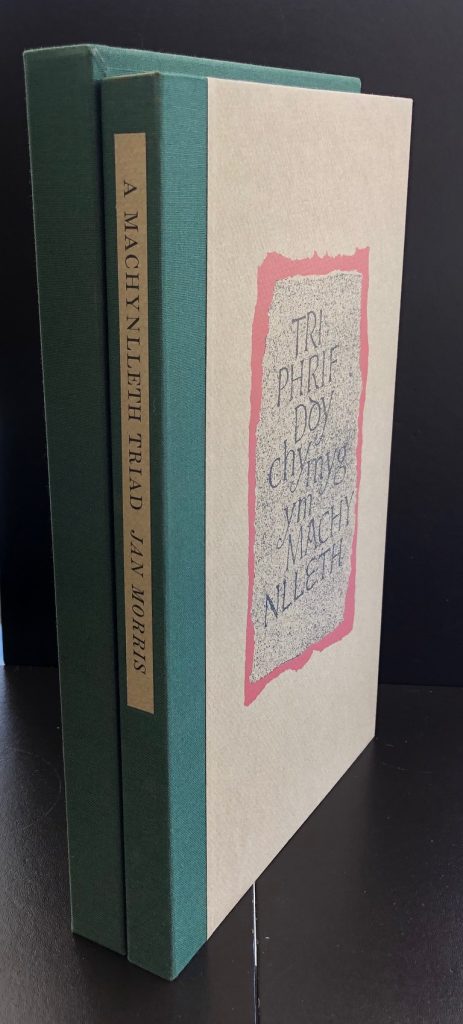 A MACHYNLLETH TRIAD JAN MORRIS
TRI
PHRIF
DDY
chymyg
ym
MACHY
NLLETH